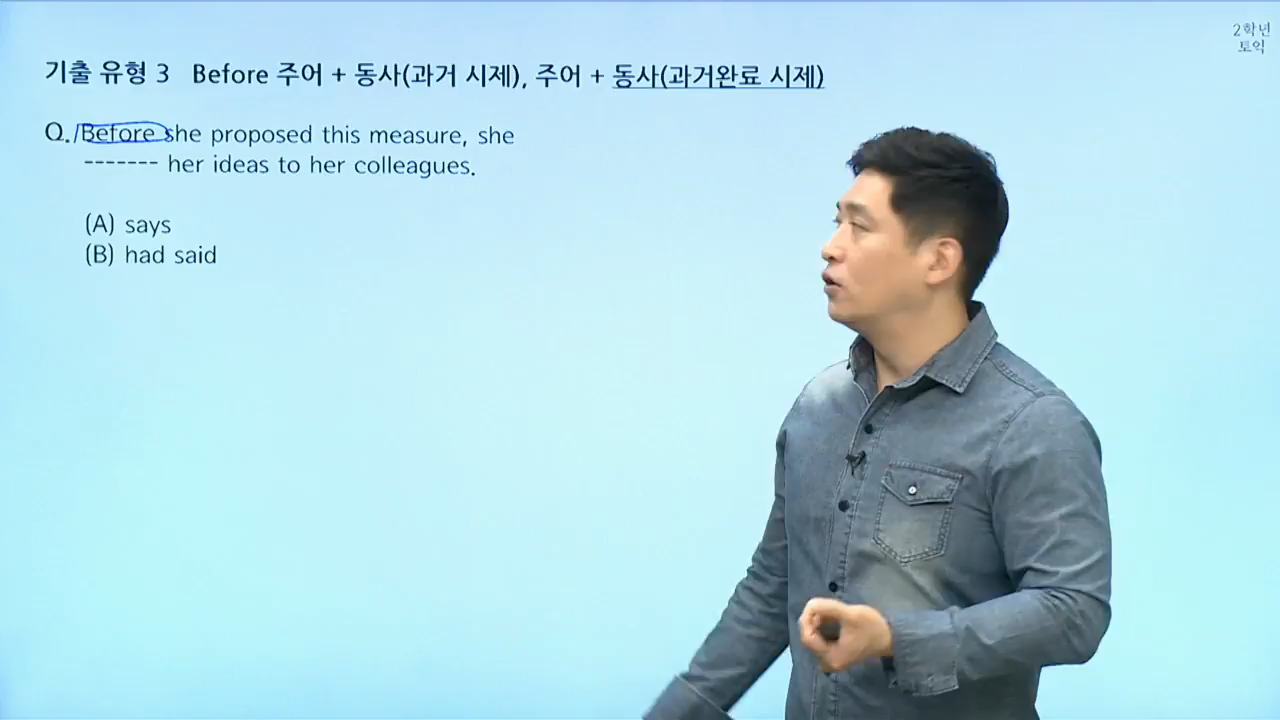 2학년
토익
기출 유형 3 Before 주어 + 동사(과거 시제), 주어 + 동사(과거완료 시제)
Q. Before she proposed this measure, she
------- her ideas to her colleagues.
(A) says
(B) had said